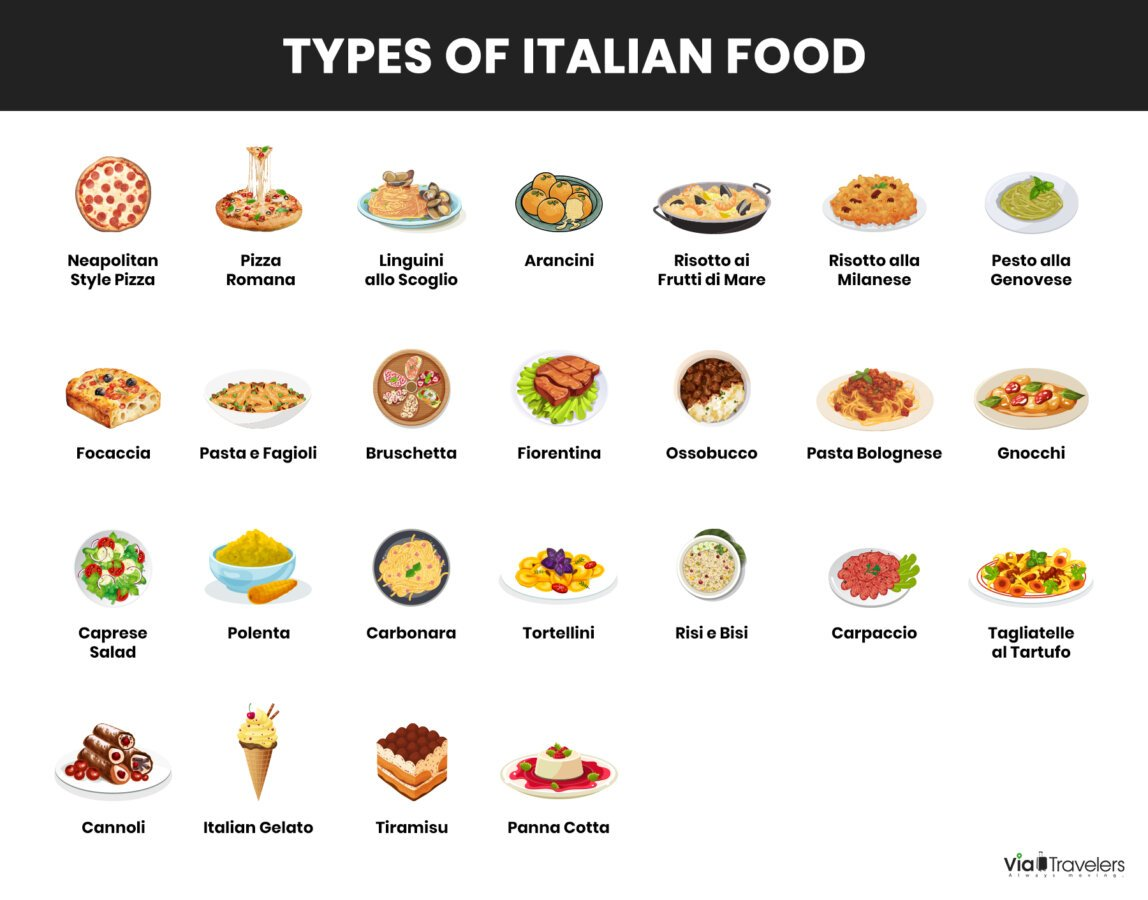 TYPES OF ITALIAN FOOD
Neapolitan
Style Pizza
Pizza
Romana
Linguini
allo Scoglio
Arancini
Risotto ai
Frutti di Mare
Risotto alla
Milanese
Pesto alla
Genovese
Focaccia
Pasta e Fagioli
Bruschetta
Fiorentina
Ossobucco
Pasta Bolognese
Gnocchi
Caprese
Salad
Polenta
Carbonara
Tortellini
Risi e Bisi
Carpaccio
Tagliatelle
al Tartufo
Cannoli
Italian Gelato
Tiramisu
Panna Cotta
Via Travelers
Always moving.